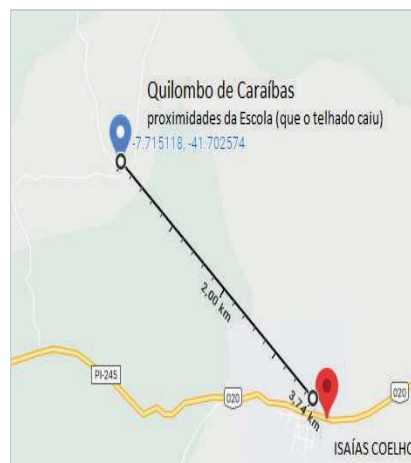 Quilombo de Caraíbas
proximidades da Escola (que o telhado caiu)
-7.715118, -41.702574
2,00 km
3,74 km
PI-245
020
020
ISAÍAS COELHO